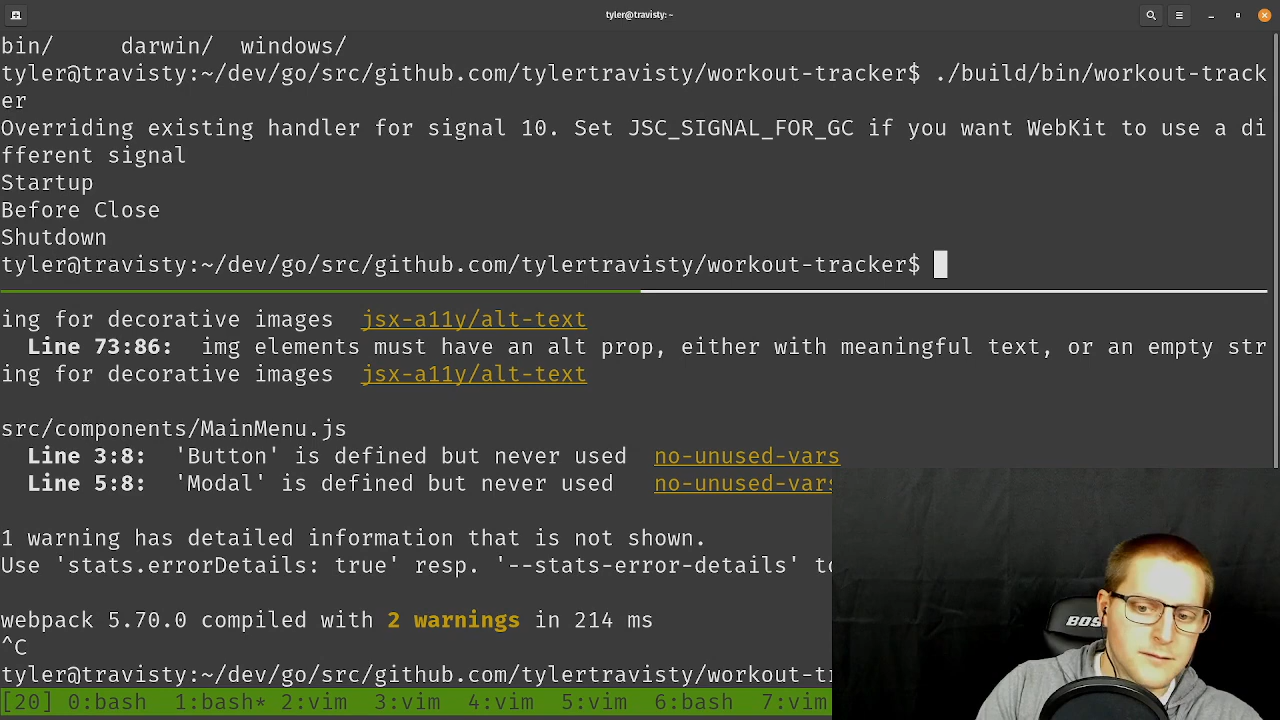 tyler@travisty: ~
bin/     darwin/  windows/
tyler@travisty:~/dev/go/src/github.com/tylertravisty/workout-tracker$ ./build/bin/workout-track
er
Overriding existing handler for signal 10. Set JSC_SIGNAL_FOR_GC if you want WebKit to use a di
fferent signal
Startup
Before Close
Shutdown
tyler@travisty:~/dev/go/src/github.com/tylertravisty/workout-tracker$
ing for decorative images  jsx-a11y/alt-text
  Line 73:86:  img elements must have an alt prop, either with meaningful text, or an empty str
ing for decorative images  jsx-a11y/alt-text
src/components/MainMenu.js
  Line 3:8:  'Button' is defined but never used  no-unused-vars
  Line 5:8:  'Modal' is defined but never used   no-unused-vars
1 warning has detailed information that is not shown.
Use 'stats.errorDetails: true' resp. '--stats-error-details' to
webpack 5.70.0 compiled with 2 warnings in 214 ms
^C
tyler@travisty:~/dev/go/src/github.com/tylertravisty/workout-tr
[20] 0:bash  1:bash* 2:vim  3:vim  4:vim  5:vim  6:bash  7:vim
BOS